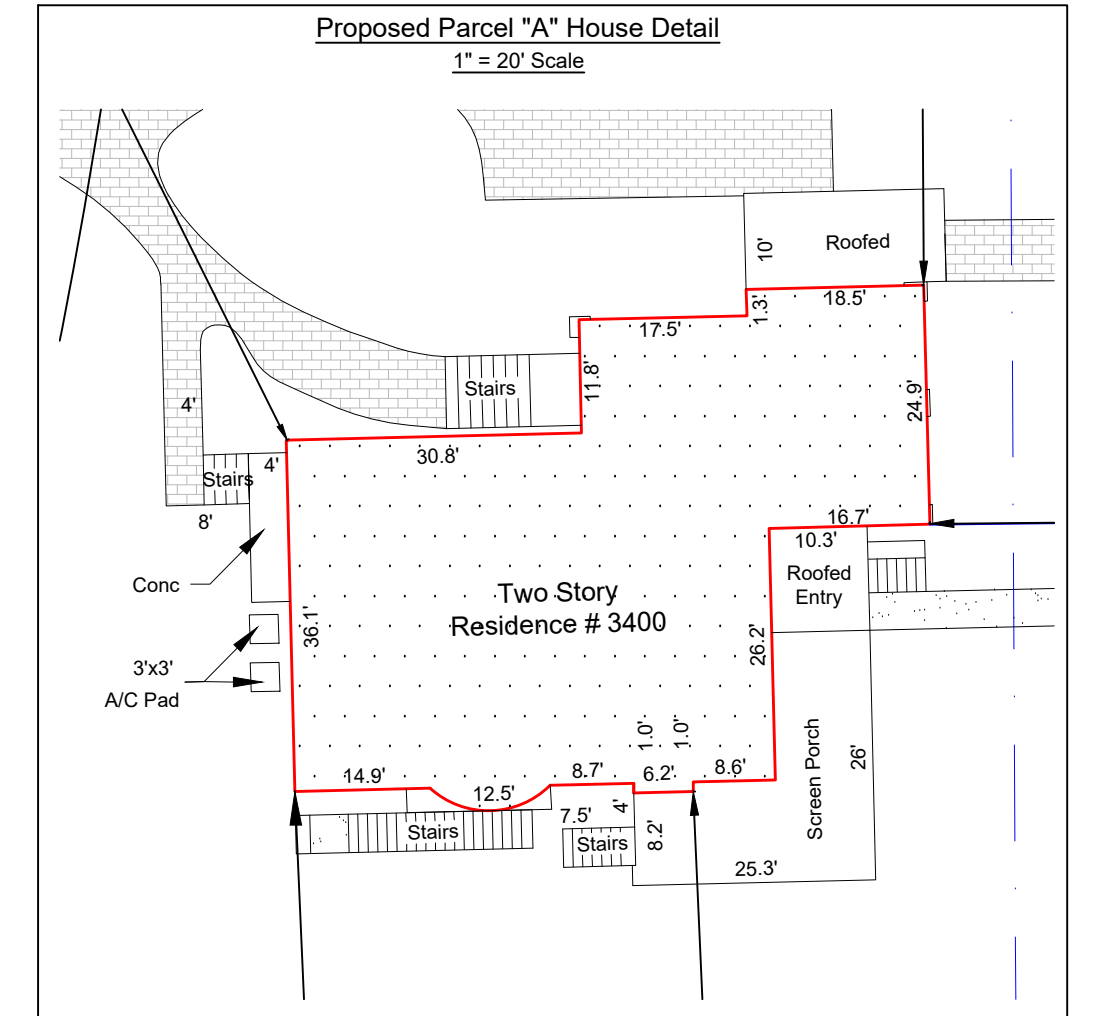 Proposed Parcel "A" House Detail
1" = 20' Scale
10'
Roofed
18.5'
1.3'
17.5'
11.8'
24.9'
Stairs
4'
30.8'
4'
Stairs
8'
16.7'
10.3'
Roofed
Entry
Conc
Two Story
Residence # 3400
36.1'
26.2'
3'x3'
A/C Pad
1.0'
1.0'
Screen Porch
26'
14.9'
12.5'
8.7'
6.2'
8.6'
7.5'
4'
8.2'
Stairs
Stairs
25.3'